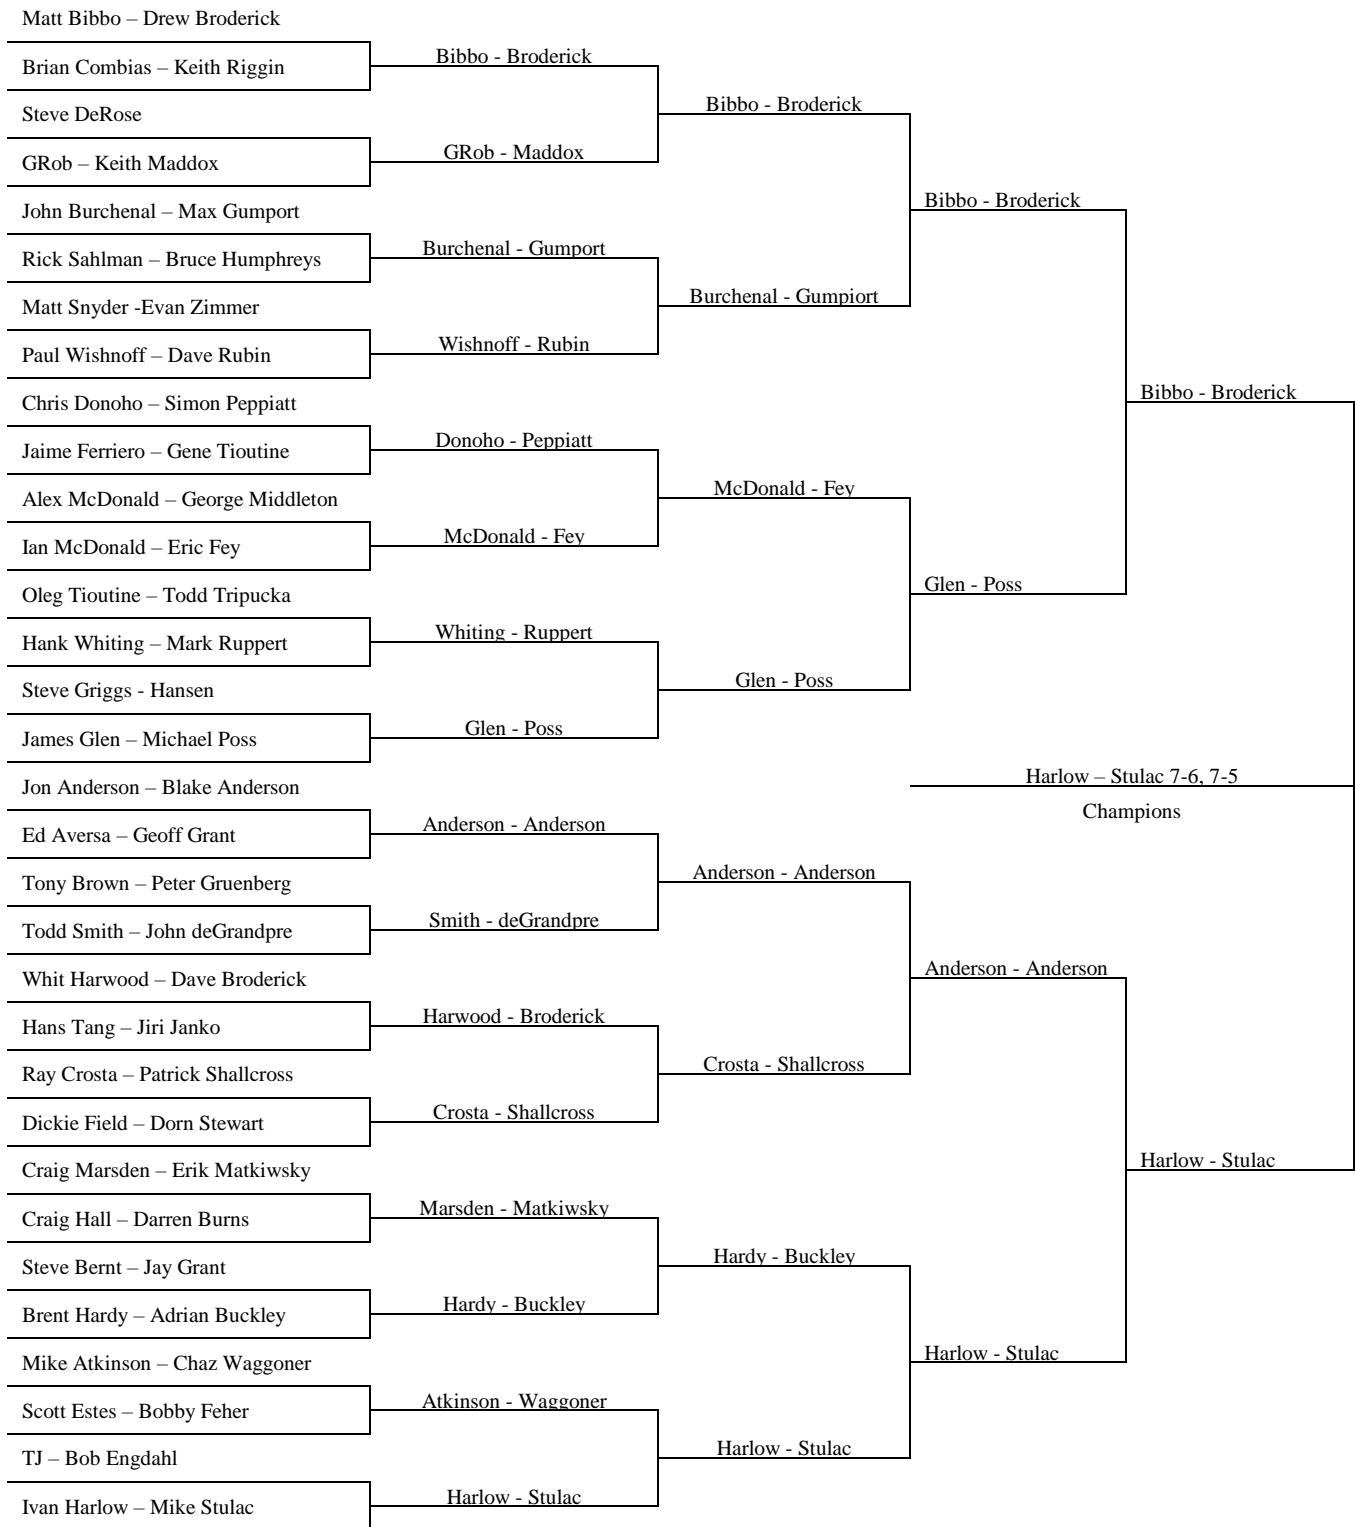 Matt Bibbo – Drew Broderick
Bibbo - Broderick
Brian Combias – Keith Riggin
Bibbo - Broderick
Steve DeRose
GRob - Maddox
GRob – Keith Maddox
Bibbo - Broderick
John Burchenal – Max Gumport
Burchenal - Gumport
Rick Sahlman – Bruce Humphreys
Burchenal - Gumpiort
Matt Snyder -Evan Zimmer
Wishnoff - Rubin
Paul Wishnoff – Dave Rubin
Bibbo - Broderick
Chris Donoho – Simon Peppiatt
Donoho - Peppiatt
Jaime Ferriero – Gene Tioutine
McDonald - Fey
Alex McDonald – George Middleton
McDonald - Fey
Ian McDonald – Eric Fey
Glen - Poss
Oleg Tioutine – Todd Tripucka
Whiting - Ruppert
Hank Whiting – Mark Ruppert
Glen - Poss
Steve Griggs - Hansen
Glen - Poss
James Glen – Michael Poss
Harlow – Stulac 7-6, 7-5
Jon Anderson – Blake Anderson
Champions
Anderson - Anderson
Ed Aversa – Geoff Grant
Anderson - Anderson
Tony Brown – Peter Gruenberg
Smith - deGrandpre
Todd Smith – John deGrandpre
Anderson - Anderson
Whit Harwood – Dave Broderick
Harwood - Broderick
Hans Tang – Jiri Janko
Crosta - Shallcross
Ray Crosta – Patrick Shallcross
Crosta - Shallcross
Dickie Field – Dorn Stewart
Harlow - Stulac
Craig Marsden – Erik Matkiwsky
Marsden - Matkiwsky
Craig Hall – Darren Burns
Hardy - Buckley
Steve Bernt – Jay Grant
Hardy - Buckley
Brent Hardy – Adrian Buckley
Harlow - Stulac
Mike Atkinson – Chaz Waggoner
Atkinson - Waggoner
Scott Estes – Bobby Feher
Harlow - Stulac
TJ – Bob Engdahl
Harlow - Stulac
Ivan Harlow – Mike Stulac